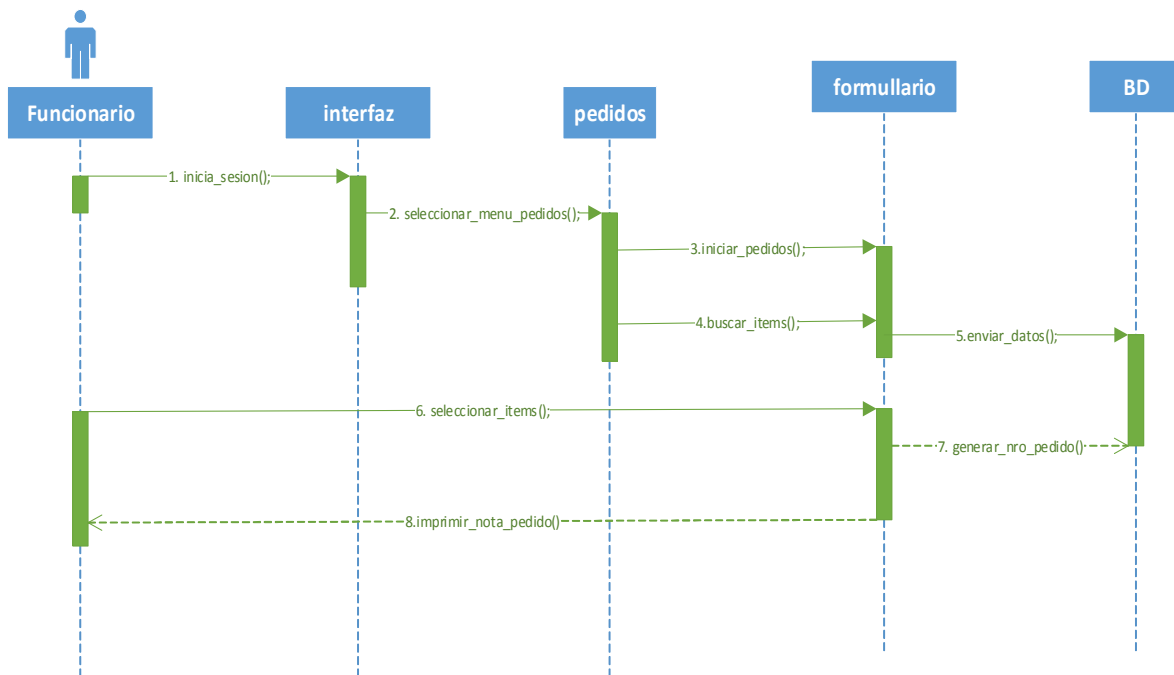 Funcionario
interfaz
pedidos
formullario
BD
1. inicia_sesion();
2. seleccionar_menu_pedidos();
3.iniciar_pedidos();
4.buscar_items();
5.enviar_datos();
6. seleccionar_items();
7. generar_nro_pedido()
8.imprimir_nota_pedido()